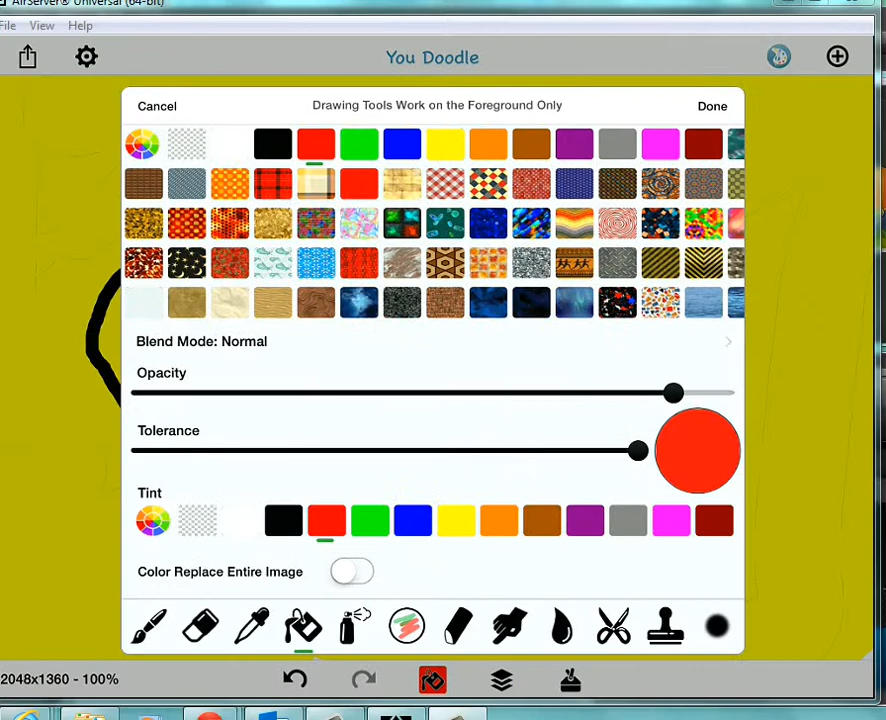 AirServer® Universal (64-bit)
File View Help
You Doodle
Cancel
Drawing Tools Work on the Foreground Only
Done
Blend Mode: Normal
Opacity
Tolerance
Tint
Color Replace Entire Image
2048x1360 - 100%